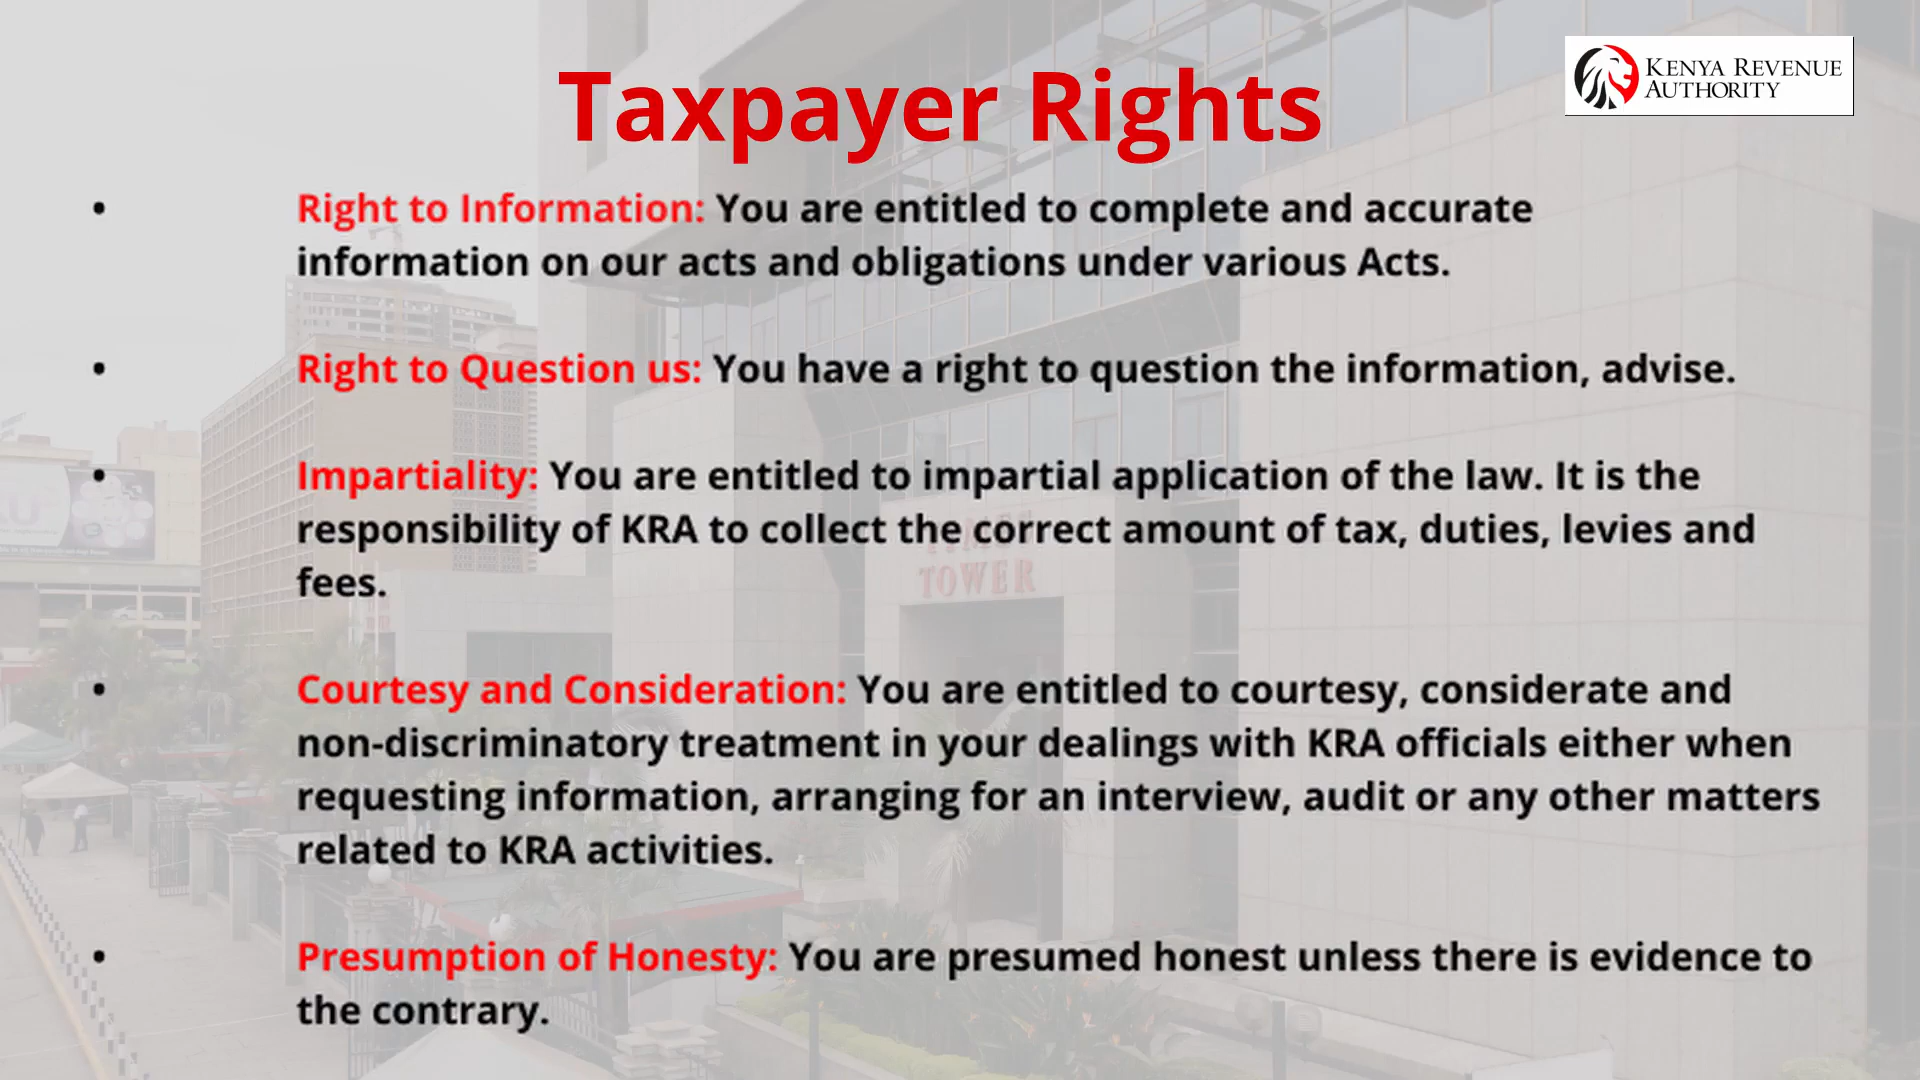 Taxpayer Rights
KENYA REVENUE
AUTHORITY
• Right to Information: You are entitled to complete and accurate
information on our acts and obligations under various Acts.
• Right to Question us: You have a right to question the information, advise.
• Impartiality: You are entitled to impartial application of the law. It is the
responsibility of KRA to collect the correct amount of tax, duties, levies and
fees.
• Courtesy and Consideration: You are entitled to courtesy, considerate and
non-discriminatory treatment in your dealings with KRA officials either when
requesting information, arranging for an interview, audit or any other matters
related to KRA activities.
• Presumption of Honesty: You are presumed honest unless there is evidence to
the contrary.
TOWER